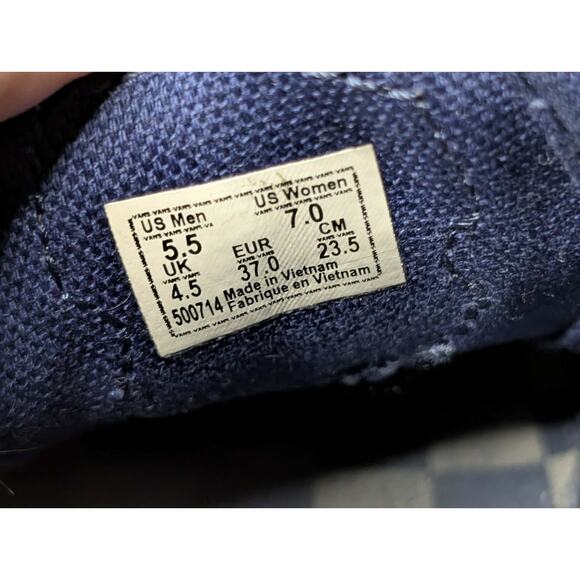 US Men US Women
5.5 7.0
UK EUR CM
4.5 37.0 23.5
500714 Made in Vietnam
Fabrique en Vietnam